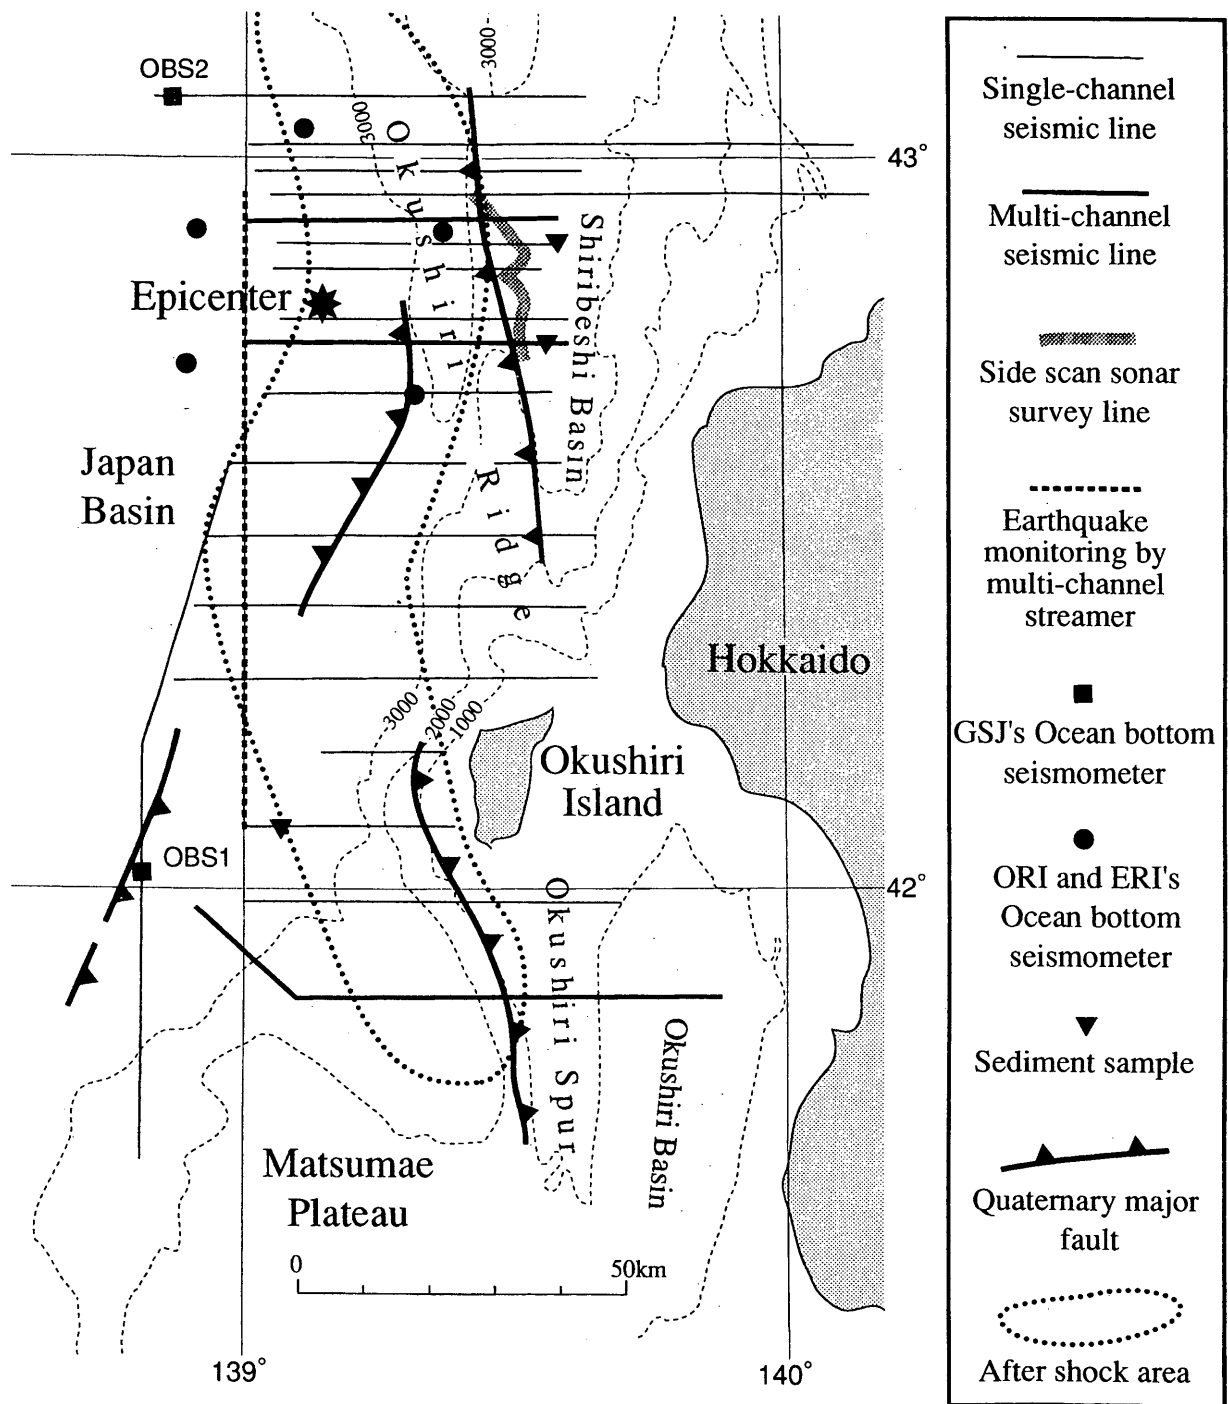 OBS2
3000
3000
Okushiri Ridge
43°
Shiribeshi Basin
Epicenter
Japan
Basin
Hokkaido
3000
2000
1000
Okushiri
Island
OBS1
42°
Okushiri Spur
Okushiri Basin
Matsumae
Plateau
0 50km
139° 140°
Single-channel
seismic line
Multi-channel
seismic line
Side scan sonar
survey line
Earthquake
monitoring by
multi-channel
streamer
GSJ's Ocean bottom
seismometer
ORI and ERI's
Ocean bottom
seismometer
Sediment sample
Quaternary major
fault
After shock area